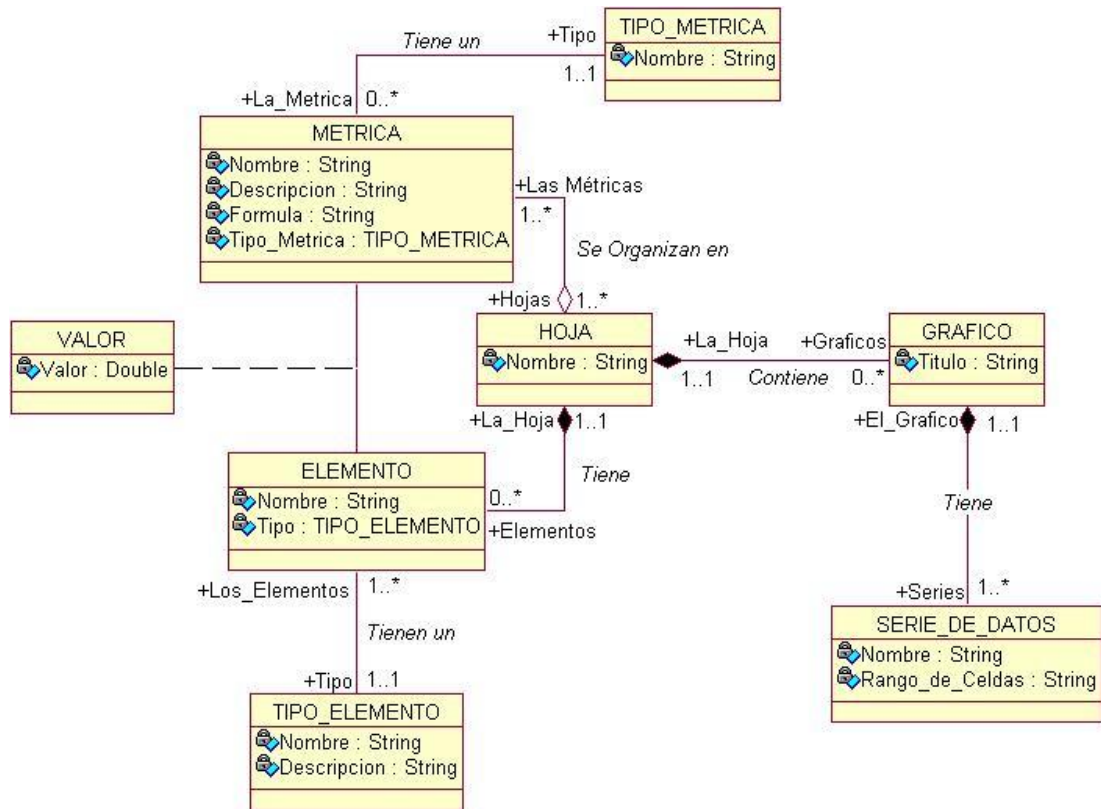 TIPO_METRICA
Nombre : String
Tiene un
+Tipo
1..1
+La_Metrica
0..*
METRICA
Nombre : String
Descripcion : String
Formula : String
Tipo_Metrica : TIPO_METRICA
+Las Métricas
1..*
Se Organizan en
+Hojas
1..*
VALOR
Valor : Double
HOJA
Nombre : String
+La_Hoja
+Graficos
1..1
Contiene
0..*
GRAFICO
Titulo : String
+La_Hoja
1..1
+El_Grafico
1..1
ELEMENTO
Nombre : String
Tipo : TIPO_ELEMENTO
0..*
Tiene
+Elementos
Tiene
+Los_Elementos
1..*
Tienen un
+Series
1..*
SERIE_DE_DATOS
Nombre : String
Rango_de_Celdas : String
+Tipo
1..1
TIPO_ELEMENTO
Nombre : String
Descripcion : String